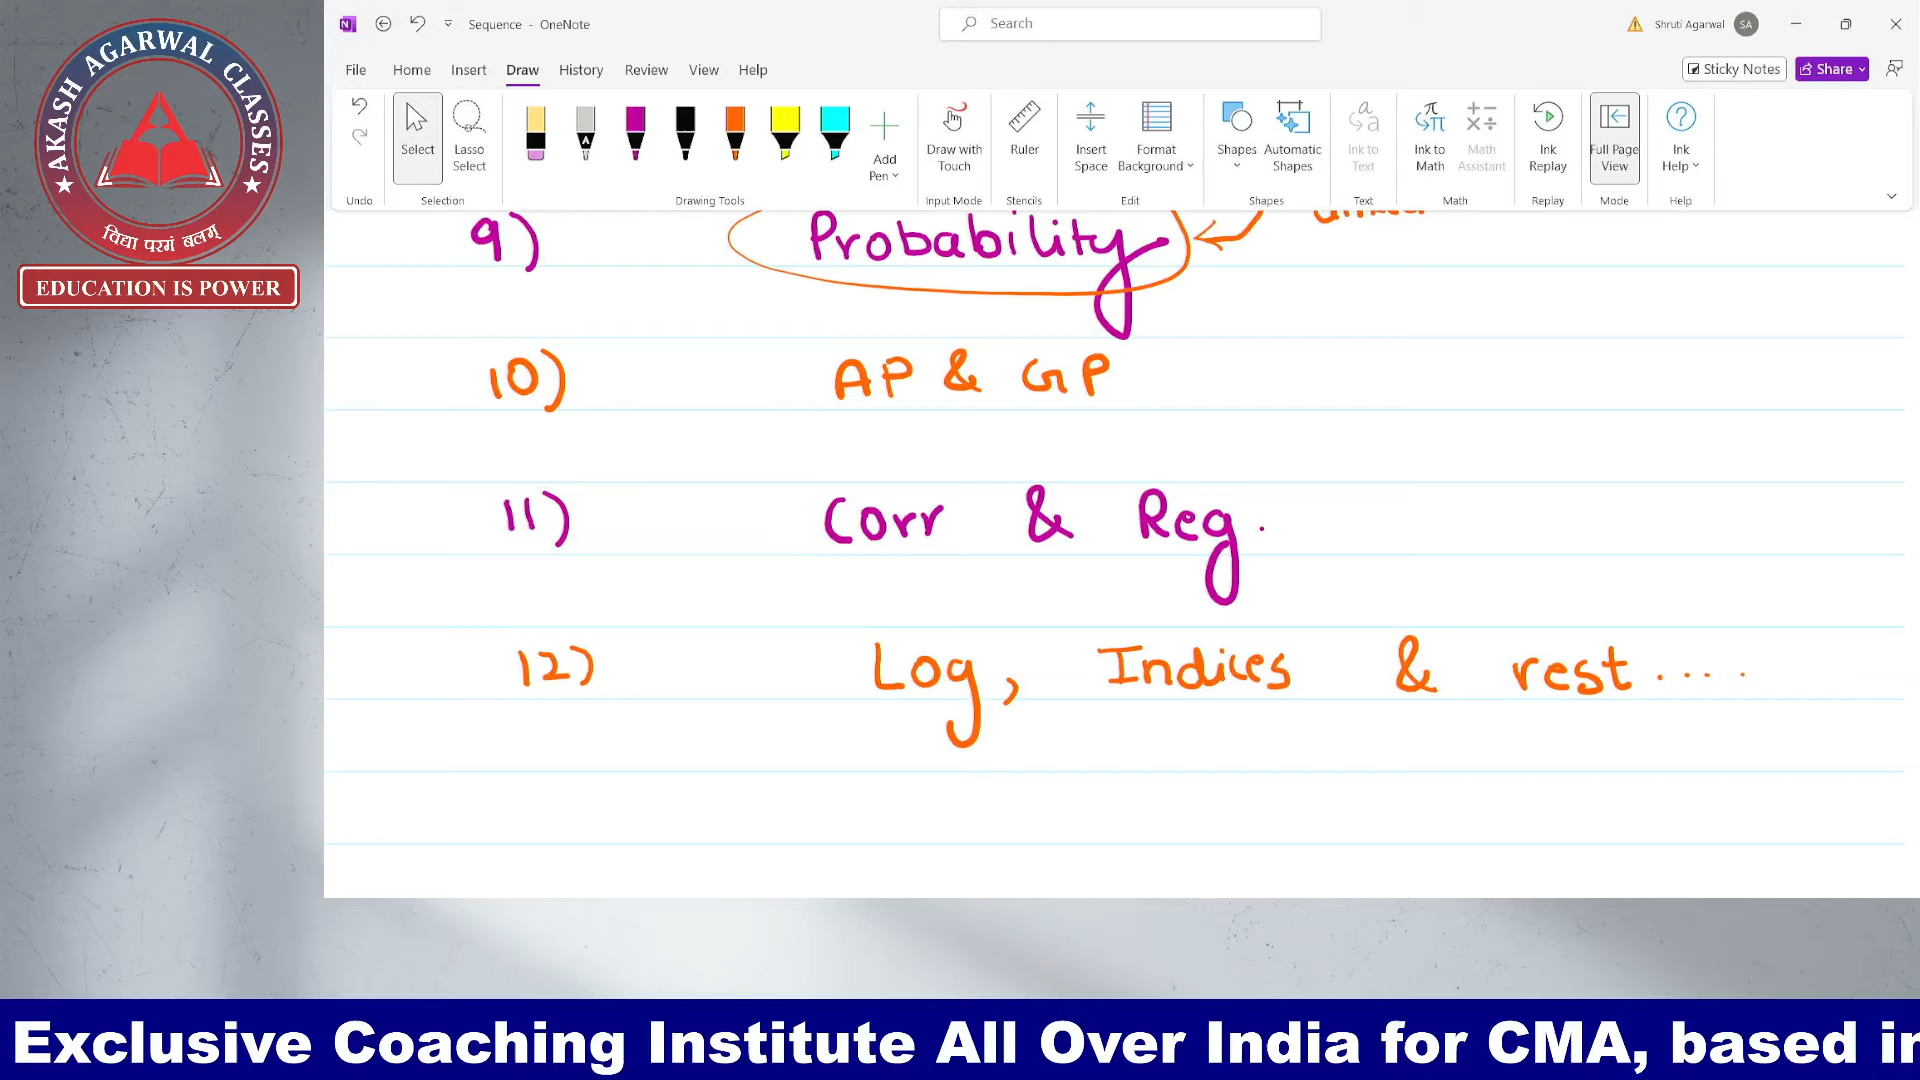 AKASH AGARWAL CLASSES
विद्या परमं बलम्
EDUCATION IS POWER
Sequence - OneNote
Search
Shruti Agarwal SA
File Home Insert Draw History Review View Help
Sticky Notes Share
Select
Lasso Select
Add Pen
Draw with Touch
Ruler
Insert Space
Format Background
Shapes
Automatic Shapes
Ink to Text
Ink to Math
Math Assistant
Ink Replay
Full Page View
Ink Help
Undo Selection Drawing Tools Input Mode Stencils Edit Shapes Text Math Replay Mode Help
9) Probability
10) AP & GP
11) Corr & Reg.
12) Log, Indices & rest.....
Exclusive Coaching Institute All Over India for CMA, based in